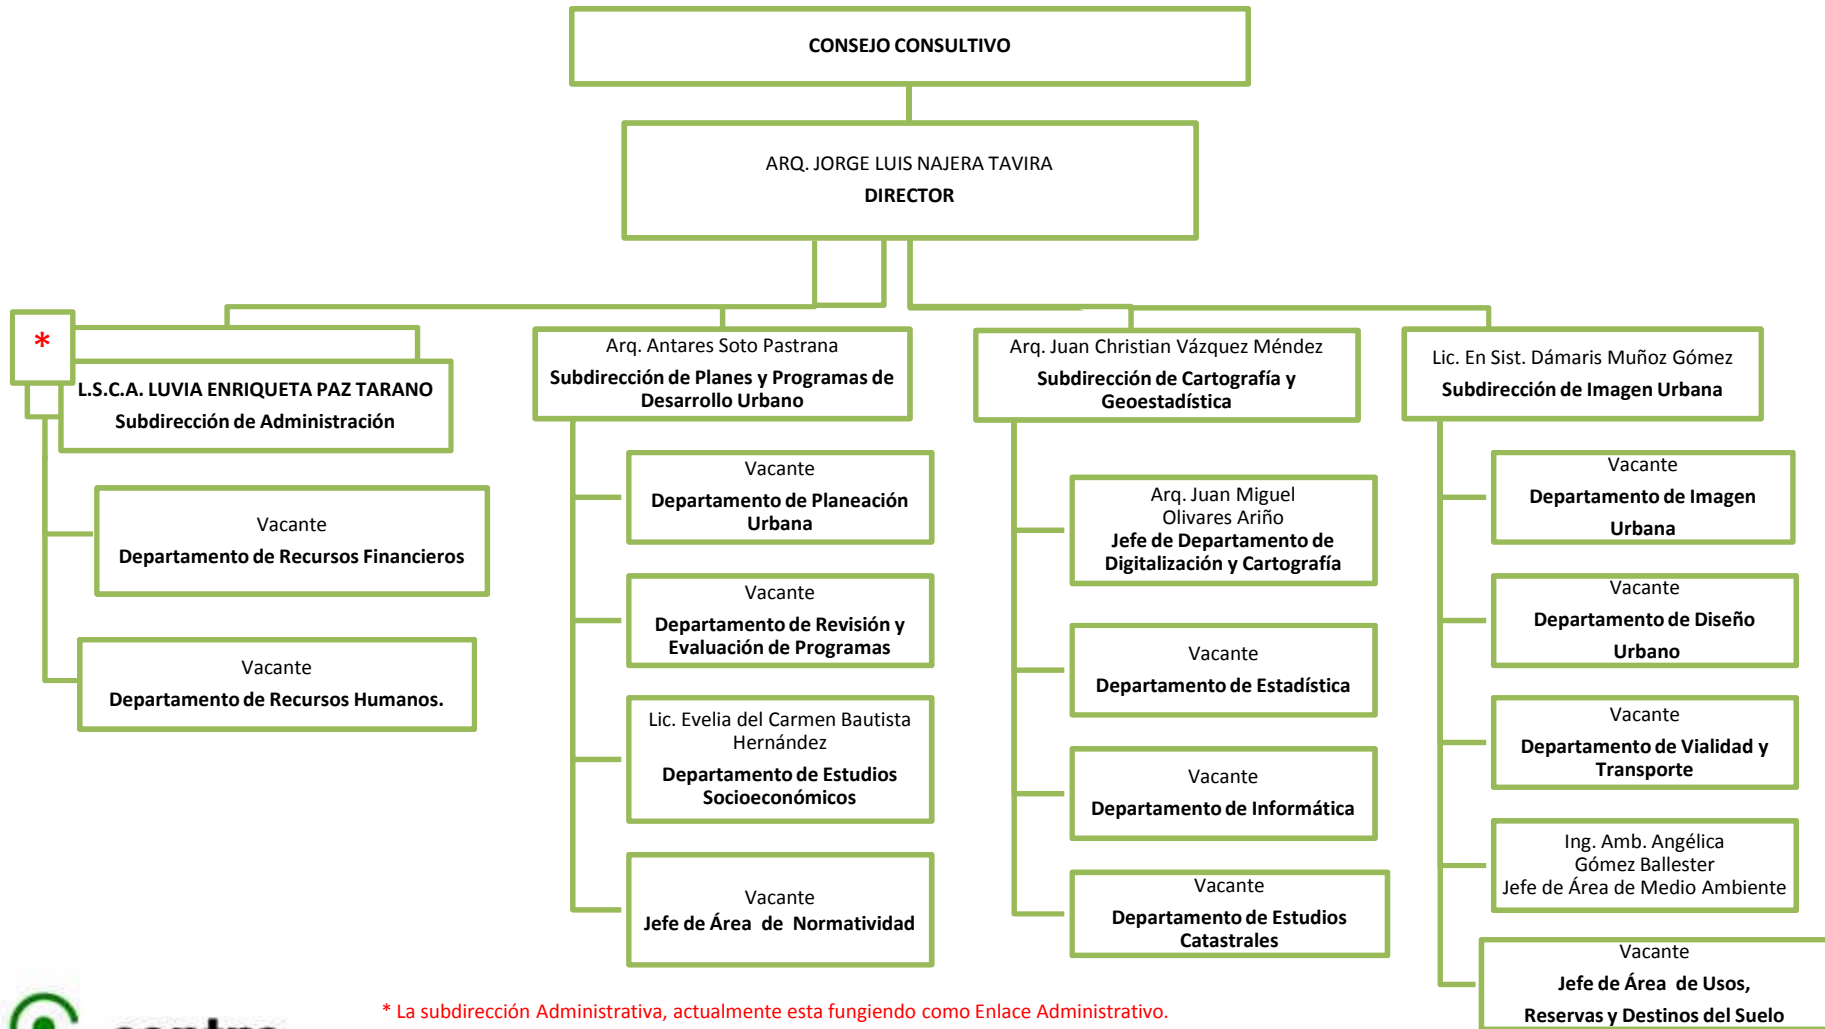 CONSEJO CONSULTIVO
ARQ. JORGE LUIS NAJERA TAVIRA
DIRECTOR
*
L.S.C.A. LUVIA ENRIQUETA PAZ TARANO
Subdirección de Administración
Vacante
Departamento de Recursos Financieros
Vacante
Departamento de Recursos Humanos.
Arq. Antares Soto Pastrana
Subdirección de Planes y Programas de
Desarrollo Urbano
Vacante
Departamento de Planeación
Urbana
Vacante
Departamento de Revisión y
Evaluación de Programas
Lic. Evelia del Carmen Bautista
Hernández
Departamento de Estudios
Socioeconómicos
Vacante
Jefe de Área de Normatividad
Arq. Juan Christian Vázquez Méndez
Subdirección de Cartografía y
Geoestadística
Arq. Juan Miguel
Olivares Ariño
Jefe de Departamento de
Digitalización y Cartografía
Vacante
Departamento de Estadística
Vacante
Departamento de Informática
Vacante
Departamento de Estudios
Catastrales
Lic. En Sist. Dámaris Muñoz Gómez
Subdirección de Imagen Urbana
Vacante
Departamento de Imagen
Urbana
Vacante
Departamento de Diseño
Urbano
Vacante
Departamento de Vialidad y
Transporte
Ing. Amb. Angélica
Gómez Ballester
Jefe de Área de Medio Ambiente
Vacante
Jefe de Área de Usos,
Reservas y Destinos del Suelo
* La subdirección Administrativa, actualmente esta fungiendo como Enlace Administrativo.